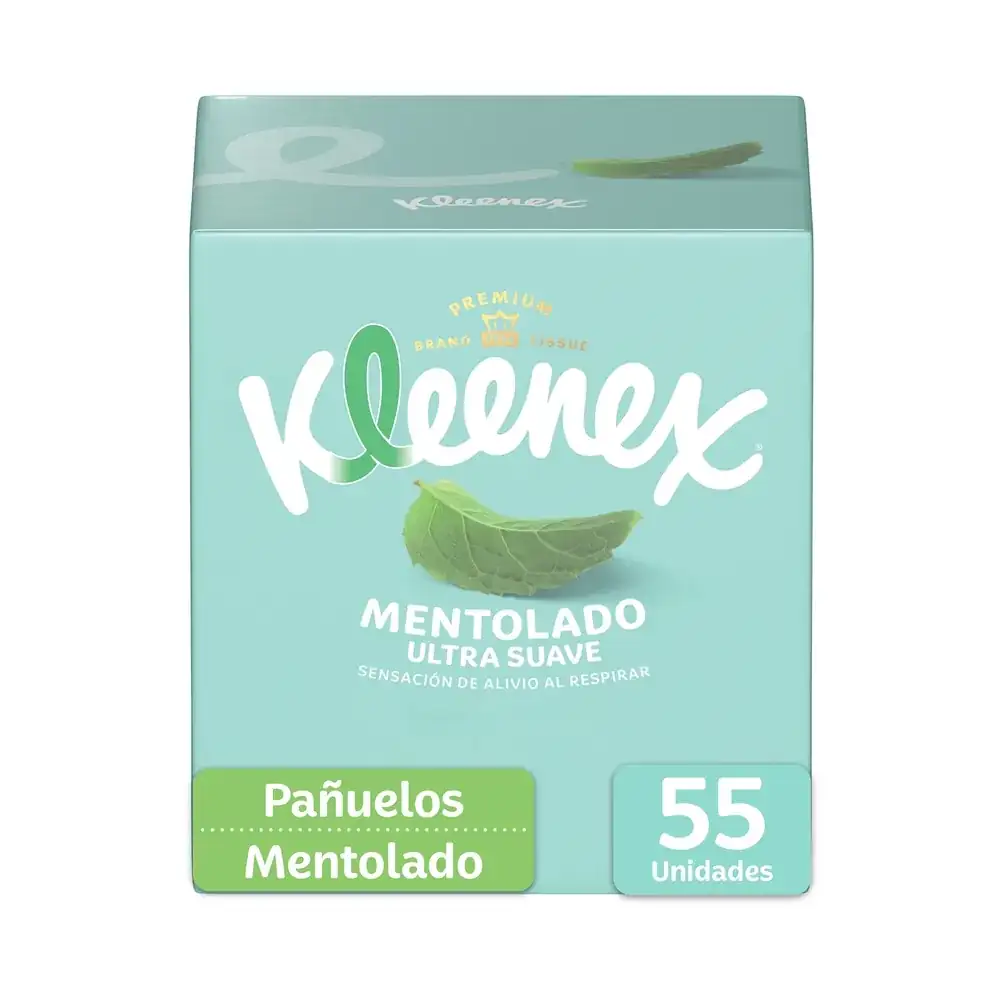 Kleenex
PREMIUM
BRAND TISSUE
Kleenex
MENTOLADO
ULTRA SUAVE
SENSACIÓN DE ALIVIO AL RESPIRAR
Pañuelos
Mentolado
55
Unidades